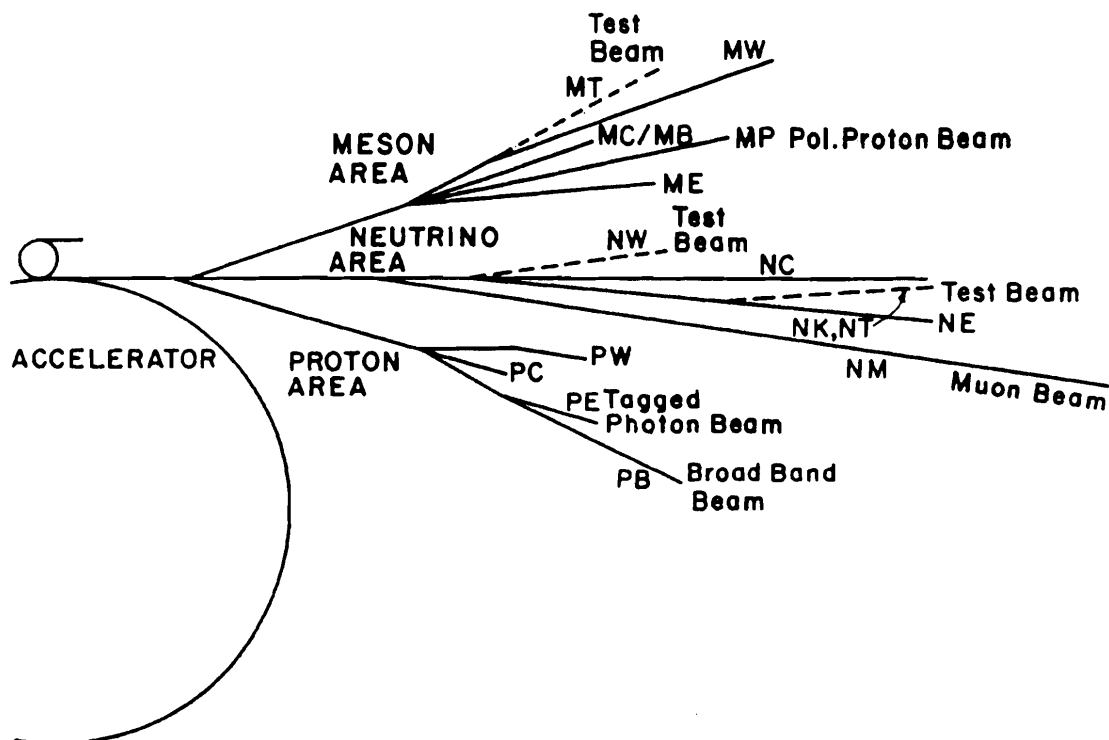 Test
Beam
MW
MT
MC/MB
MP Pol.Proton Beam
MESON
AREA
ME
NEUTRINO
AREA
NW
Test
Beam
NC
Test Beam
NK,NT
NE
ACCELERATOR
PROTON
AREA
PW
PC
NM
Muon Beam
PE Tagged
Photon Beam
PB
Broad Band
Beam